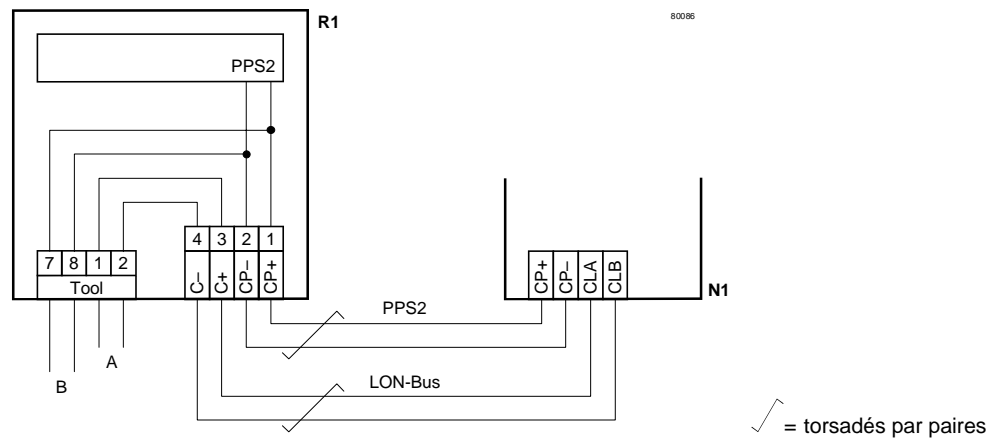 R1
80086
PPS2
4 3 2 1
C– C+ CP– CP+
7 8 1 2
Tool
CP+ CP– CLA CLB
N1
PPS2
A
B
LON-Bus
= torsadés par paires